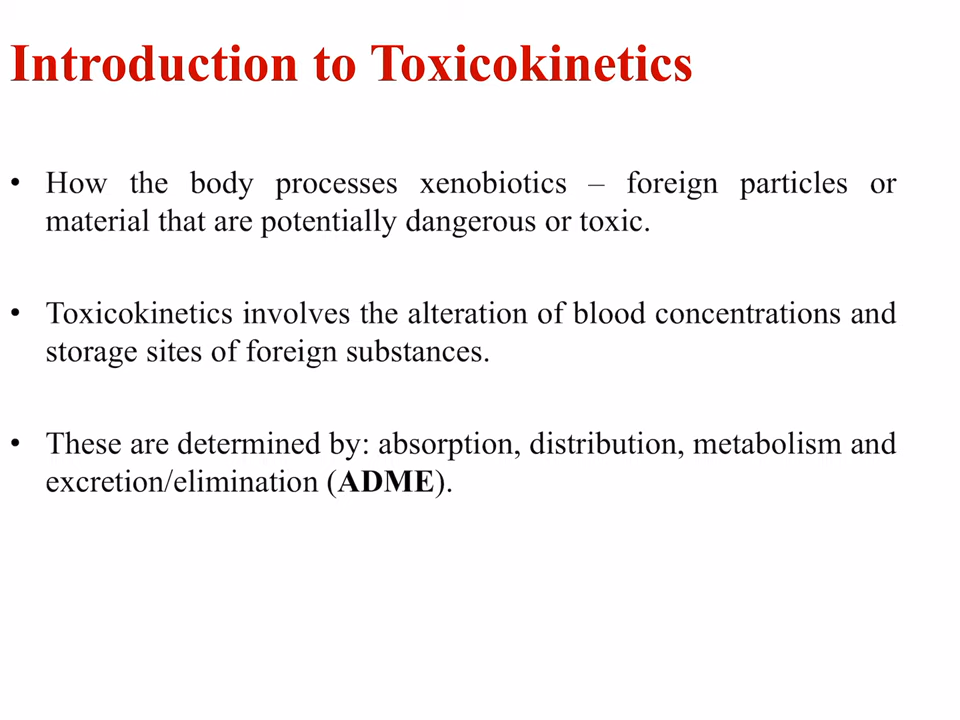 Introduction to Toxicokinetics
• How the body processes xenobiotics – foreign particles or
material that are potentially dangerous or toxic.
• Toxicokinetics involves the alteration of blood concentrations and
storage sites of foreign substances.
• These are determined by: absorption, distribution, metabolism and
excretion/elimination (ADME).